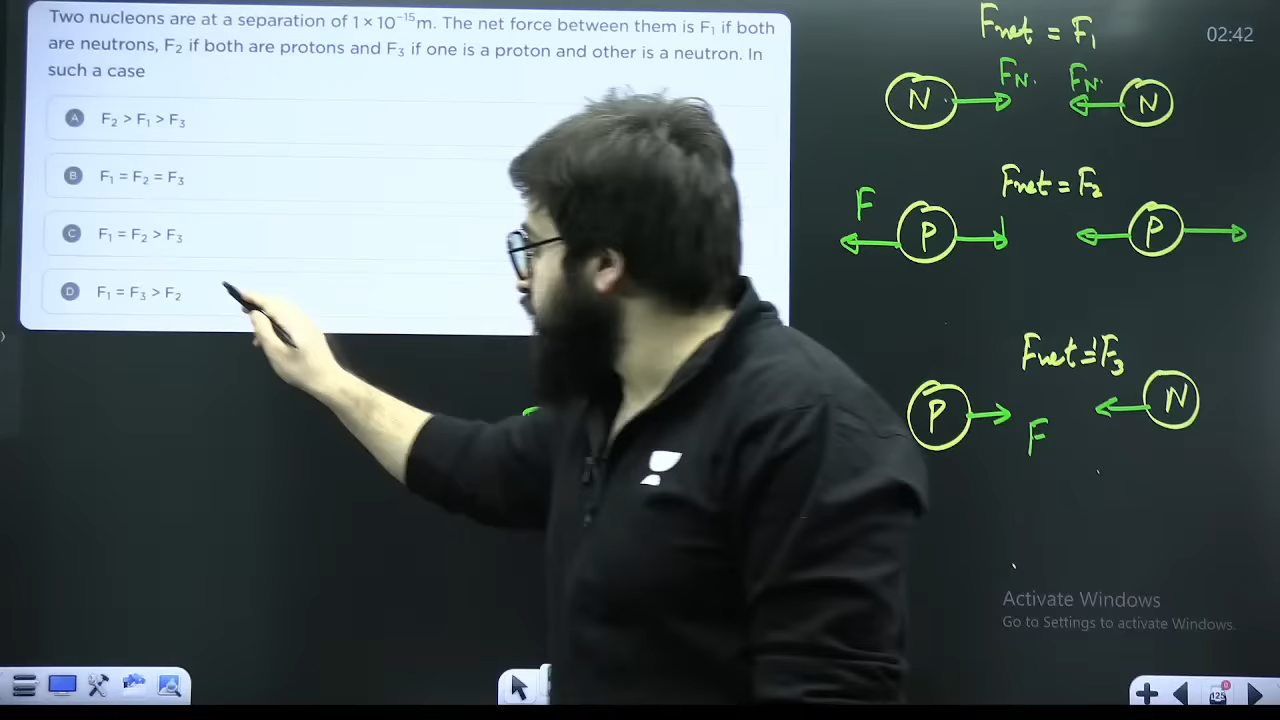 Two nucleons are at a separation of 1 × 10⁻¹⁵m. The net force between them is F₁ if both
are neutrons, F₂ if both are protons and F₃ if one is a proton and other is a neutron. In
such a case
A F₂ > F₁ > F₃
B F₁ = F₂ = F₃
C F₁ = F₂ > F₃
D F₁ = F₃ > F₂
02:42
Fnet = F₁
F_N. F_N.
N N
Fnet = F₂
F
P P
Fnet = F₃
P N
F
Activate Windows
Go to Settings to activate Windows.
125